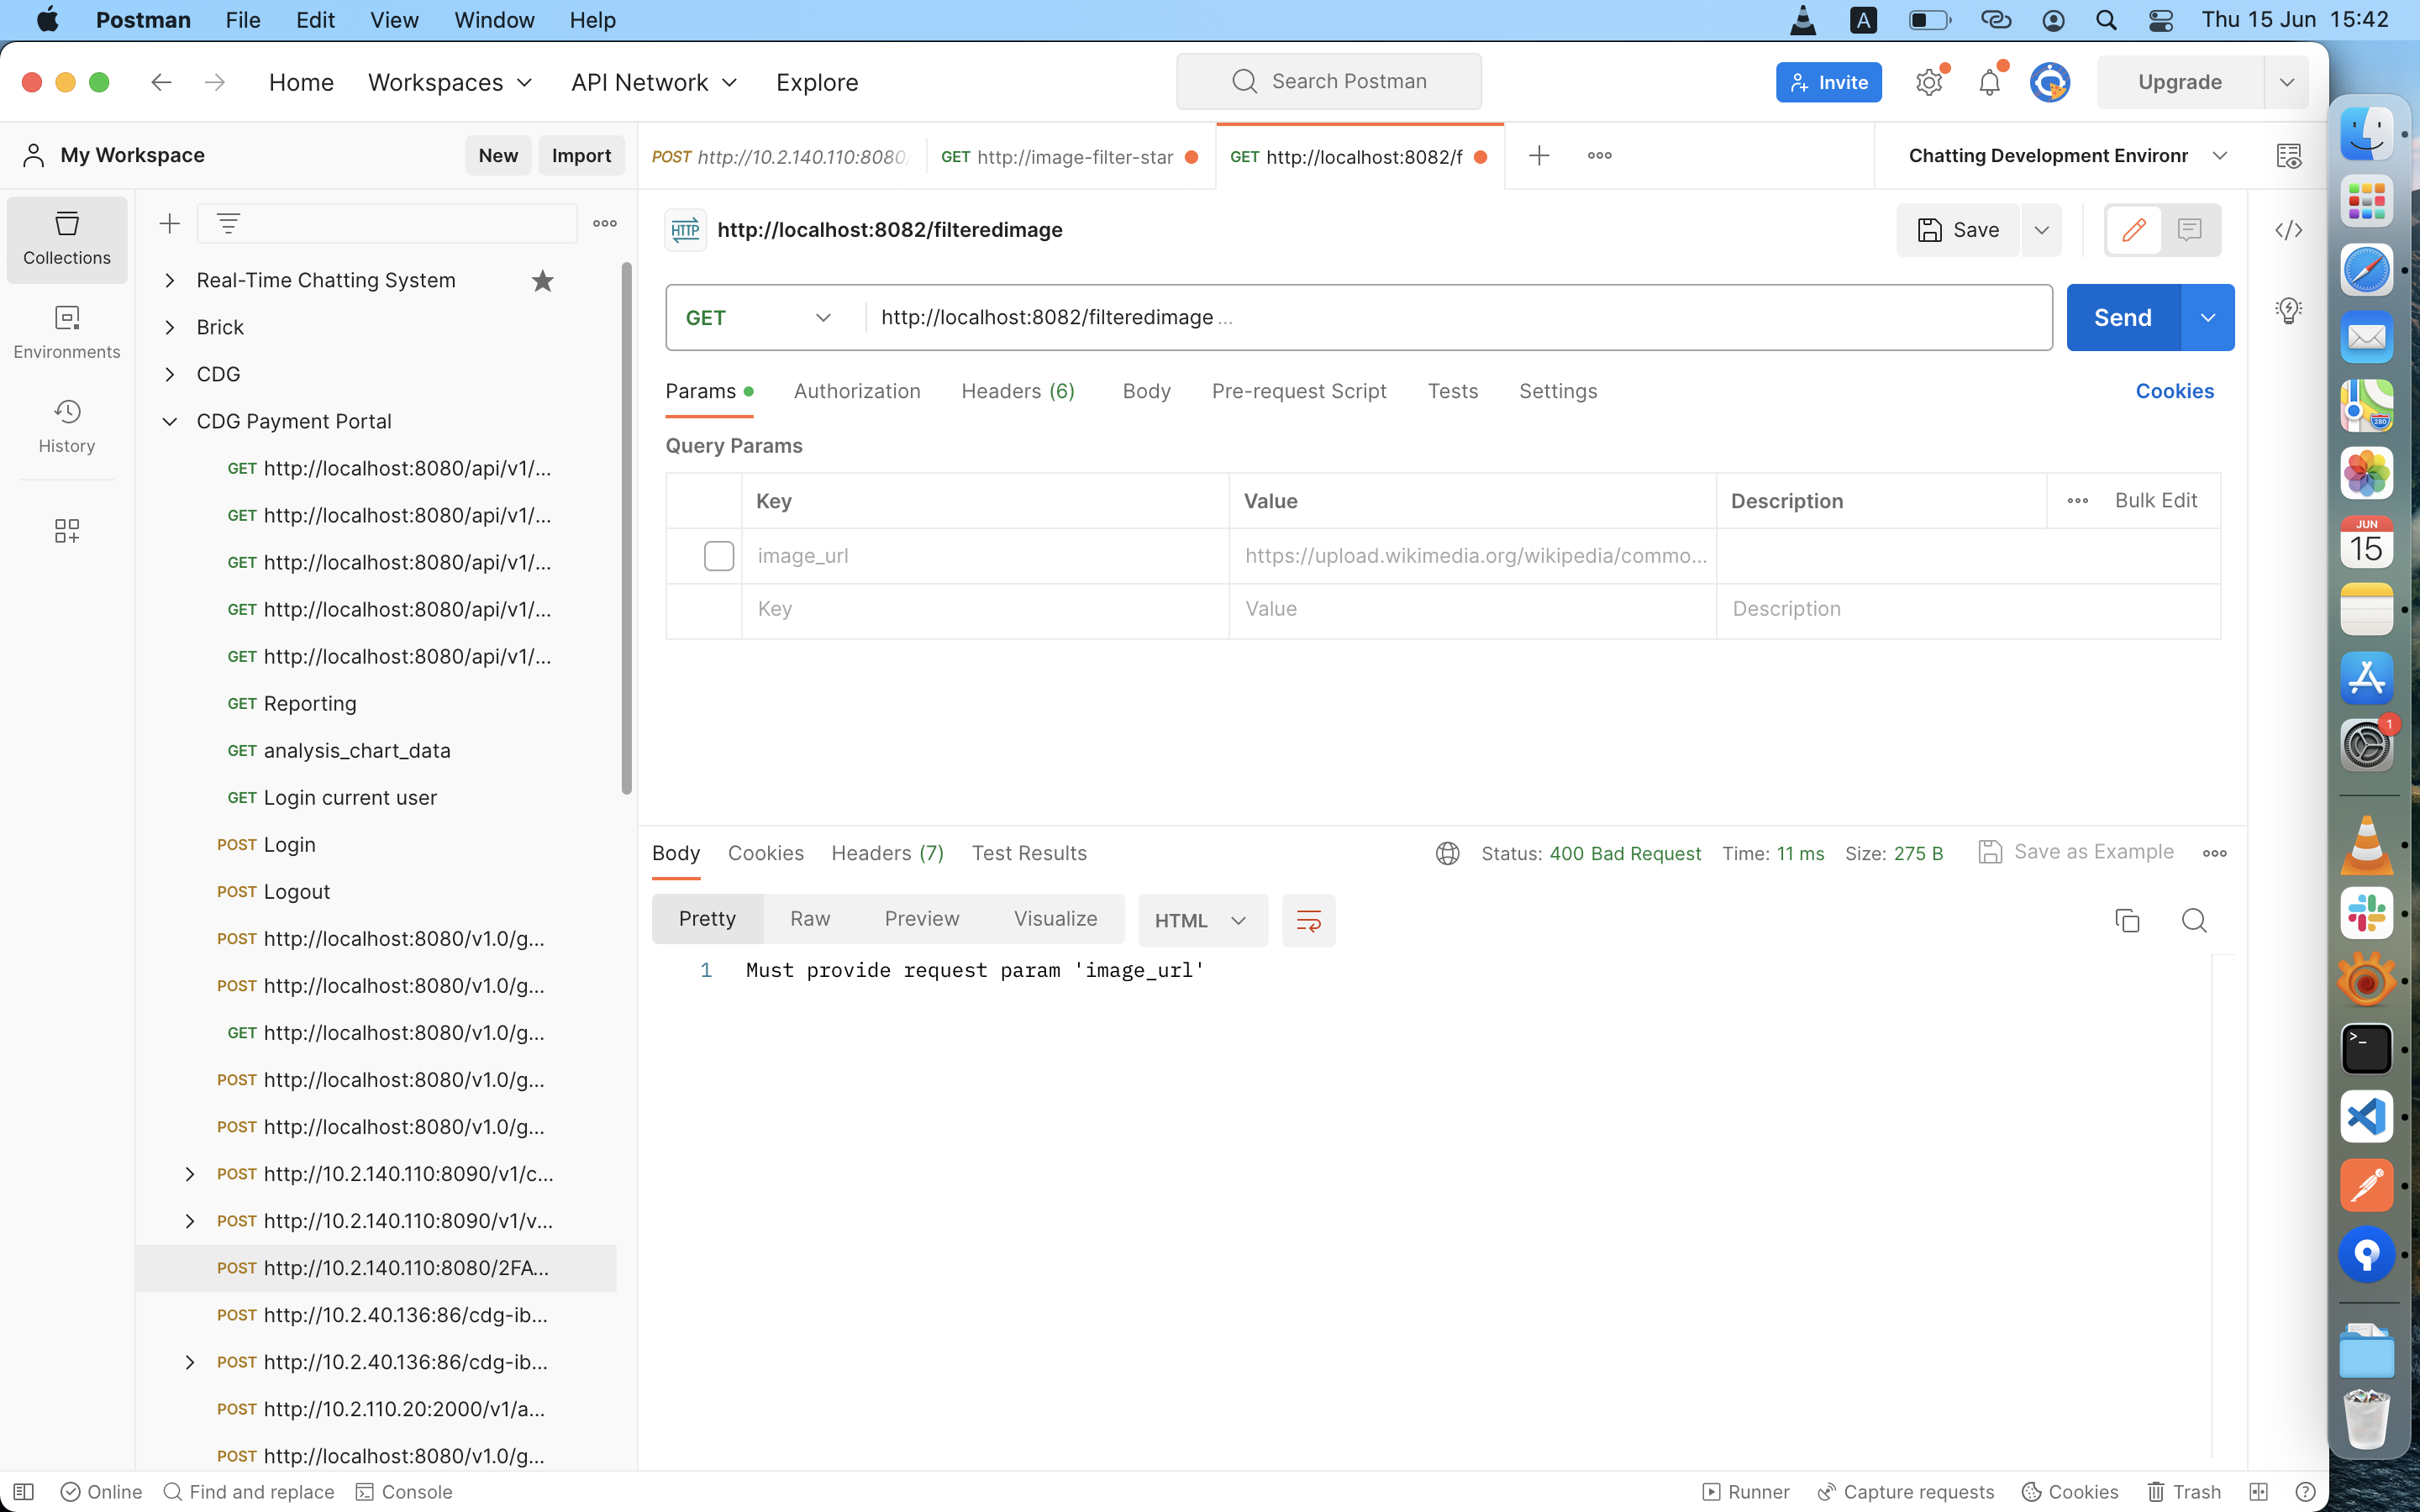 Postman File Edit View Window Help A Thu 15 Jun 15:42
Home Workspaces API Network Explore Search Postman Invite Upgrade
My Workspace New Import
POST http://10.2.140.110:8080/ GET http://image-filter-star GET http://localhost:8082/f Chatting Development Environr
Collections
Environments
History
Real-Time Chatting System
Brick
CDG
CDG Payment Portal
GET http://localhost:8080/api/v1/...
GET http://localhost:8080/api/v1/...
GET http://localhost:8080/api/v1/...
GET http://localhost:8080/api/v1/...
GET http://localhost:8080/api/v1/...
GET Reporting
GET analysis_chart_data
GET Login current user
POST Login
POST Logout
POST http://localhost:8080/v1.0/g...
POST http://localhost:8080/v1.0/g...
GET http://localhost:8080/v1.0/g...
POST http://localhost:8080/v1.0/g...
POST http://localhost:8080/v1.0/g...
POST http://10.2.140.110:8090/v1/c...
POST http://10.2.140.110:8090/v1/v...
POST http://10.2.140.110:8080/2FA...
POST http://10.2.40.136:86/cdg-ib...
POST http://10.2.40.136:86/cdg-ib...
POST http://10.2.110.20:2000/v1/a...
POST http://localhost:8080/v1.0/g...
HTTP http://localhost:8082/filteredimage Save
GET http://localhost:8082/filteredimage ... Send
Params Authorization Headers (6) Body Pre-request Script Tests Settings Cookies
Query Params
Key Value Description Bulk Edit
image_url https://upload.wikimedia.org/wikipedia/commo...
Key Value Description
Body Cookies Headers (7) Test Results Status: 400 Bad Request Time: 11 ms Size: 275 B Save as Example
Pretty Raw Preview Visualize HTML
1 Must provide request param 'image_url'
Online Find and replace Console Runner Capture requests Cookies Trash
280
JUN
15
1